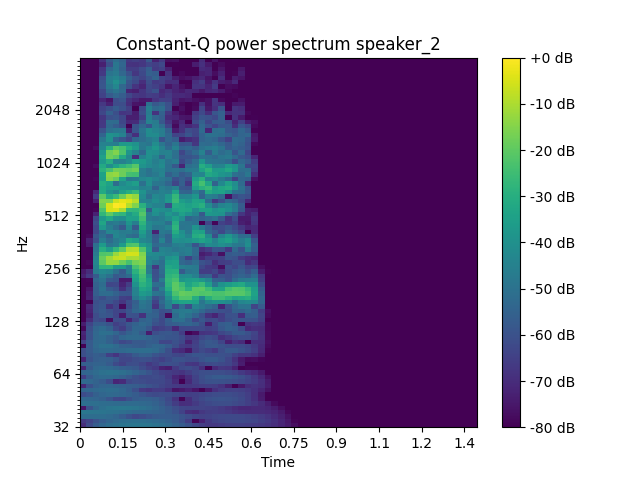 Constant-Q power spectrum speaker_2
Hz
2048
1024
512
256
128
64
32
0 0.15 0.3 0.45 0.6 0.75 0.9 1.1 1.2 1.4
Time
+0 dB
-10 dB
-20 dB
-30 dB
-40 dB
-50 dB
-60 dB
-70 dB
-80 dB